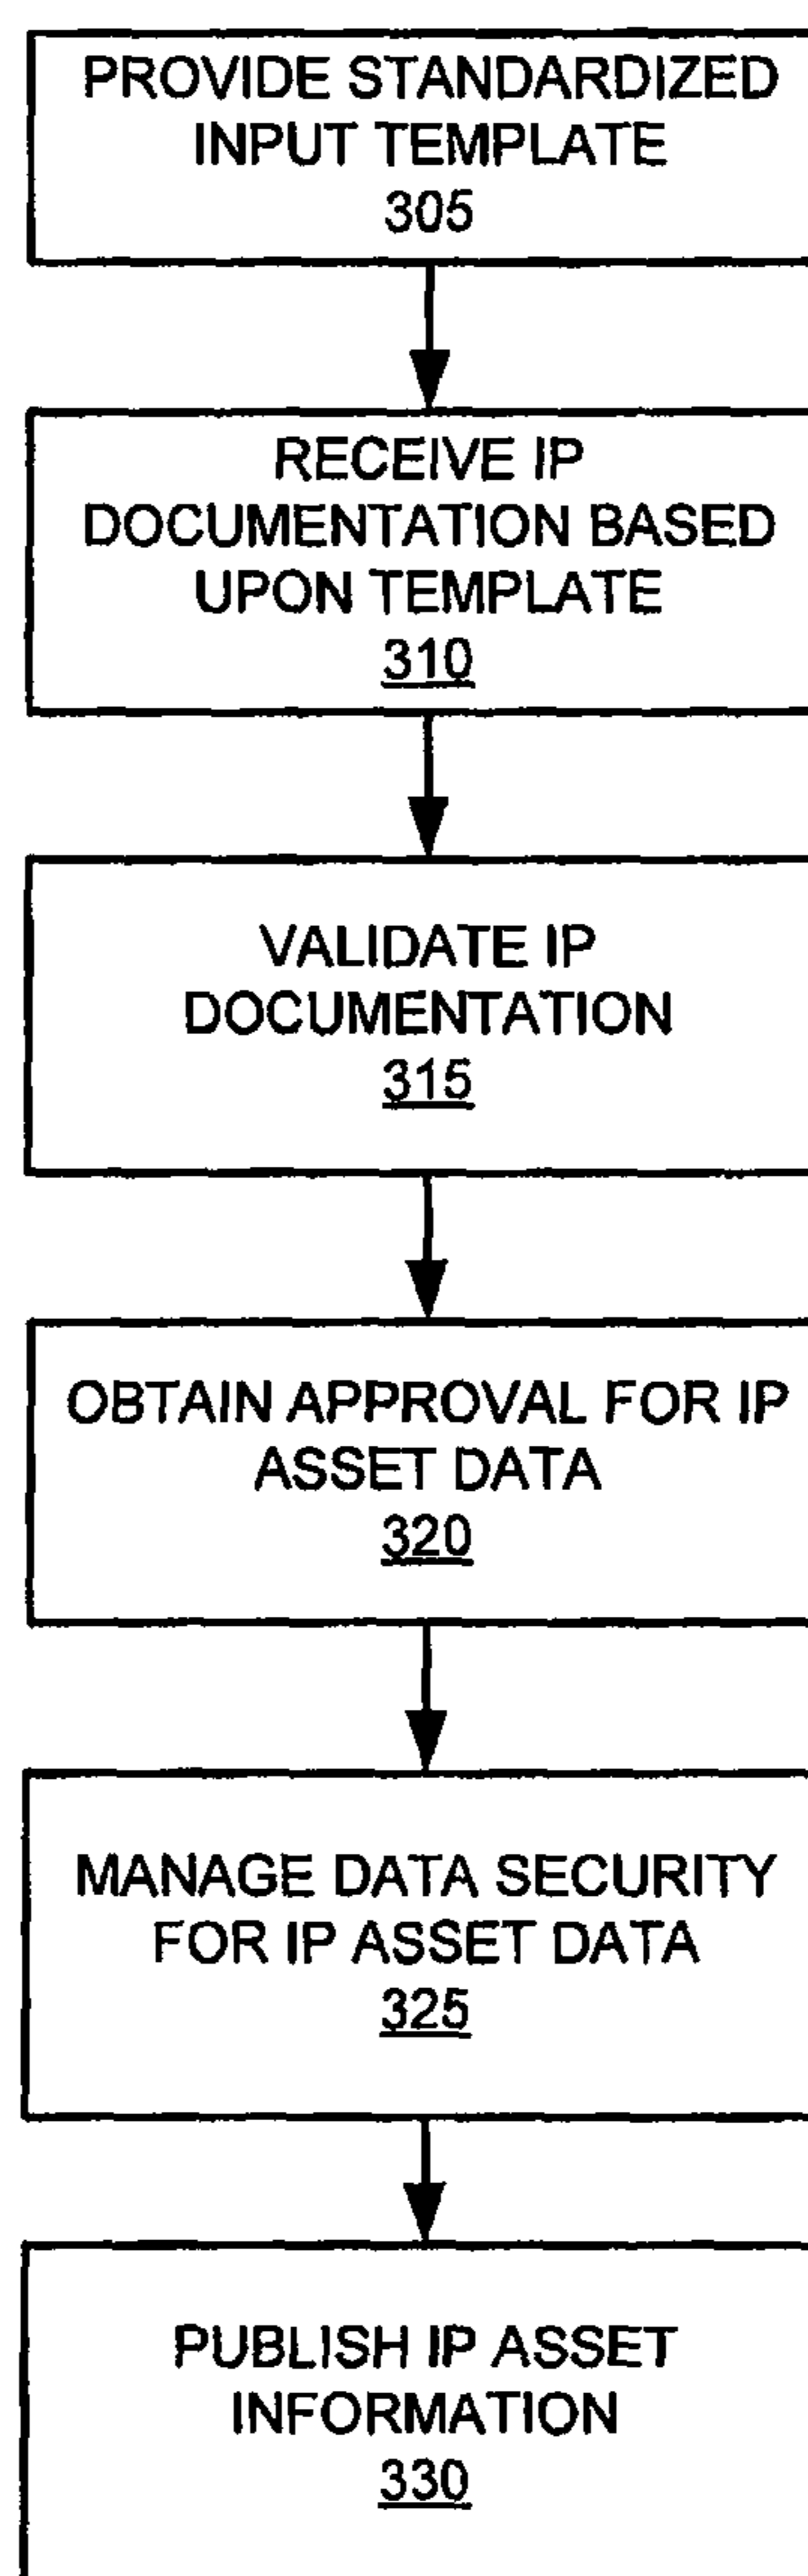 PROVIDE STANDARDIZED
INPUT TEMPLATE
305
RECEIVE IP
DOCUMENTATION BASED
UPON TEMPLATE
310
VALIDATE IP
DOCUMENTATION
315
OBTAIN APPROVAL FOR IP
ASSET DATA
320
MANAGE DATA SECURITY
FOR IP ASSET DATA
325
PUBLISH IP ASSET
INFORMATION
330